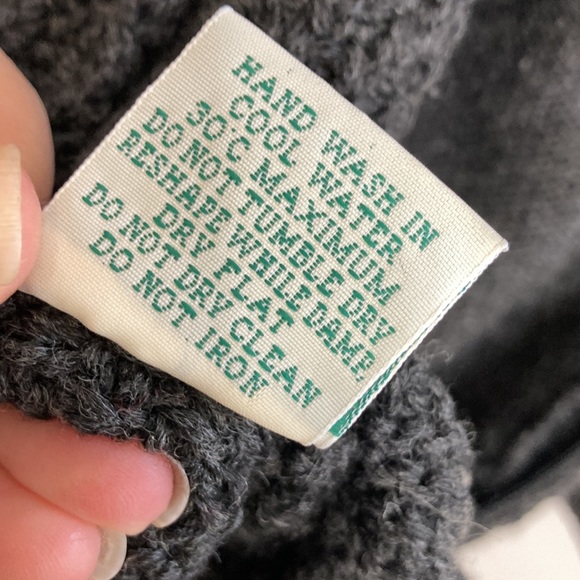 HAND WASH IN
COOL WATER
30°C MAXIMUM
DO NOT TUMBLE DRY
RESHAPE WHILE DAMP,
DRY FLAT
DO NOT DRY CLEAN
DO NOT IRON